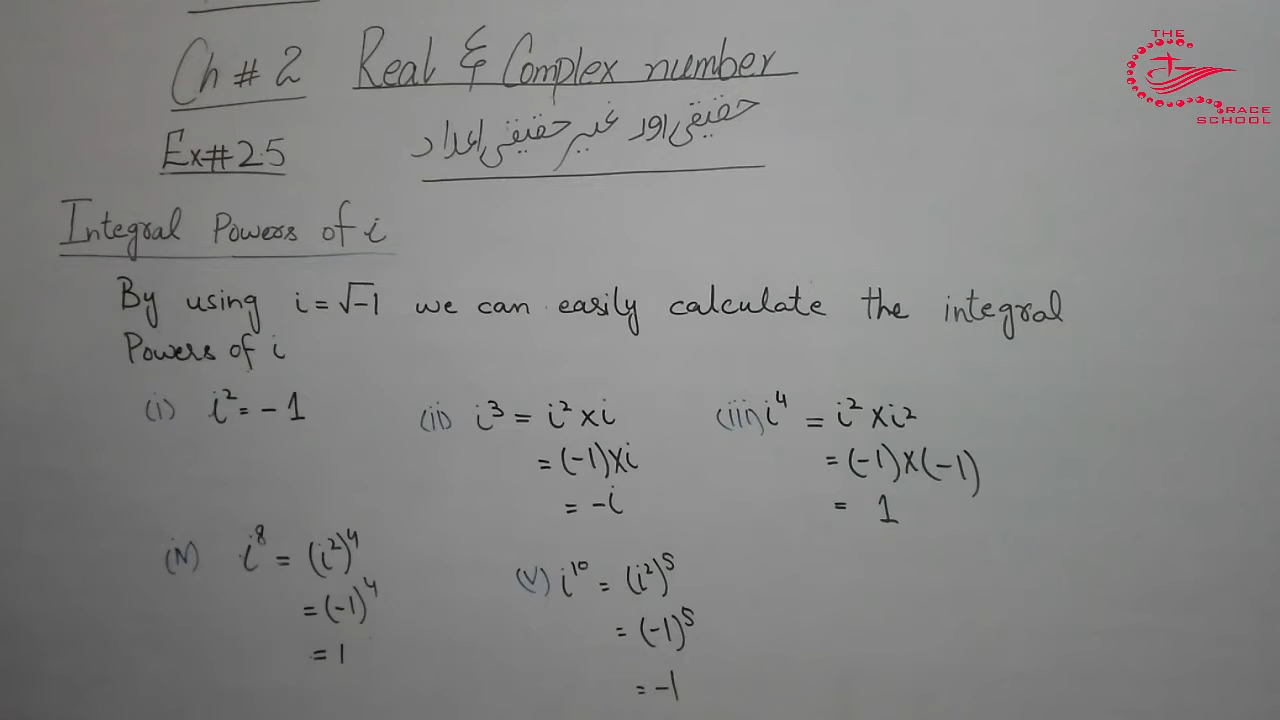 Ch # 2 Real & Complex number
Ex# 2.5 حقیقی اور غیر حقیقی اعداد
Integral Powers of i
By using i = √-1 we can easily calculate the integral
Powers of i
(i) i² = - 1 (ii) i³ = i² × i (iii) i⁴ = i² × i²
= (-1) × i = (-1) × (-1)
= -i = 1
(iv) i⁸ = (i²)⁴ (v) i¹⁰ = (i²)⁵
= (-1)⁴ = (-1)⁵
= 1 = -1
THE
RACE
SCHOOL